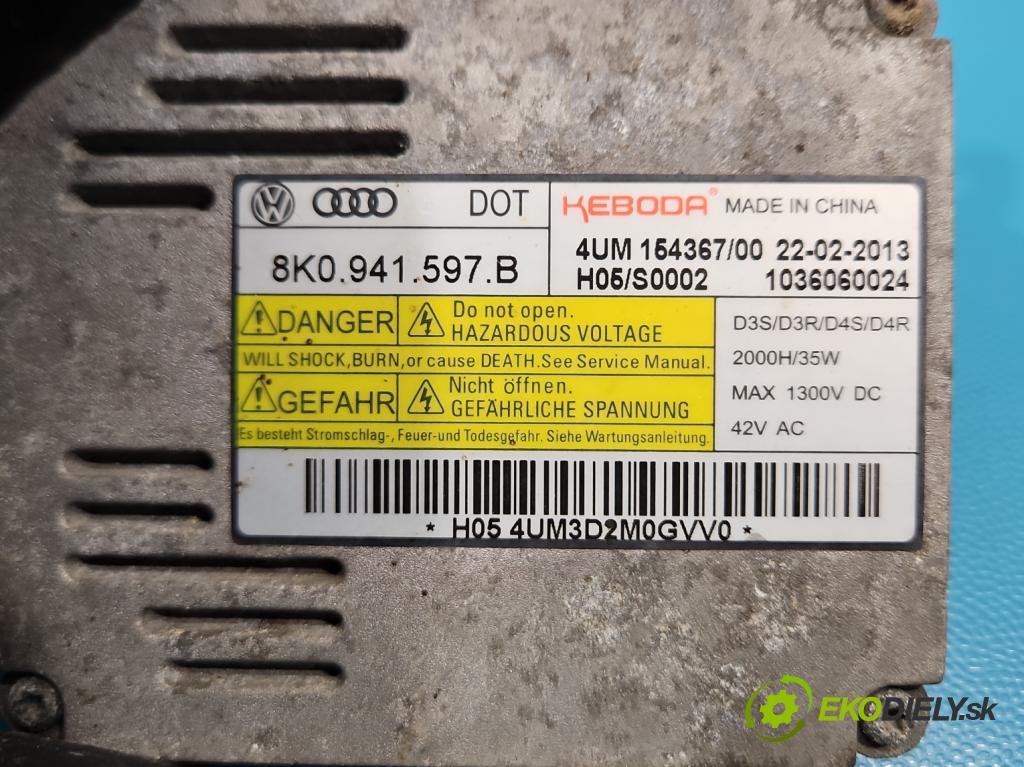 DOT
8K0.941.597.B
KEBODA® MADE IN CHINA
4UM 154367/00 22-02-2013
H05/S0002 1036060024
DANGER
Do not open.
HAZARDOUS VOLTAGE
WILL SHOCK, BURN, or cause DEATH. See Service Manual.
GEFAHR
Nicht öffnen.
GEFÄHRLICHE SPANNUNG
Es besteht Stromschlag-, Feuer-und Todesgefahr. Siehe Wartungsanleitung.
D3S/D3R/D4S/D4R
2000H/35W
MAX 1300V DC
42V AC
* H05 4UM3D2M0GVV0 *
EKODIELY.sk